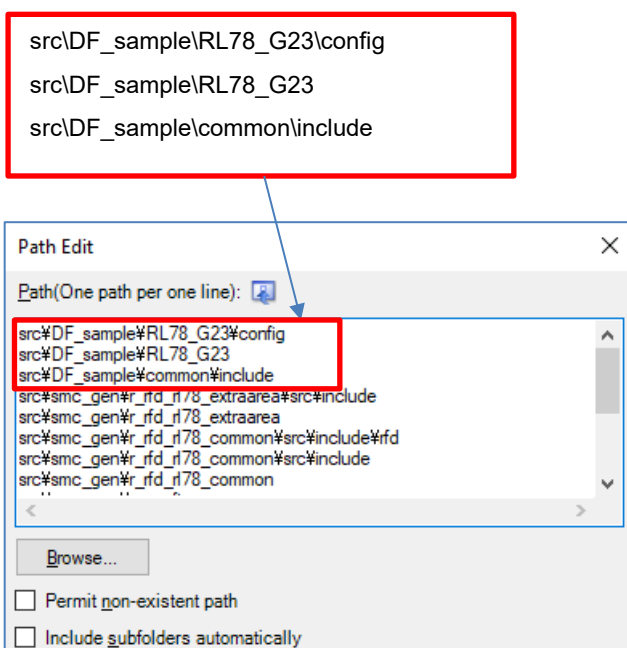 src\DF_sample\RL78_G23\config
src\DF_sample\RL78_G23
src\DF_sample\common\include
Path Edit
Path(One path per one line):
src¥DF_sample¥RL78_G23¥config
src¥DF_sample¥RL78_G23
src¥DF_sample¥common¥include
src¥smc_gen¥r_rfd_rl78_extraarea¥src¥include
src¥smc_gen¥r_rfd_rl78_extraarea
src¥smc_gen¥r_rfd_rl78_common¥src¥include¥rfd
src¥smc_gen¥r_rfd_rl78_common¥src¥include
src¥smc_gen¥r_rfd_rl78_common
Browse...
Permit non-existent path
Include subfolders automatically